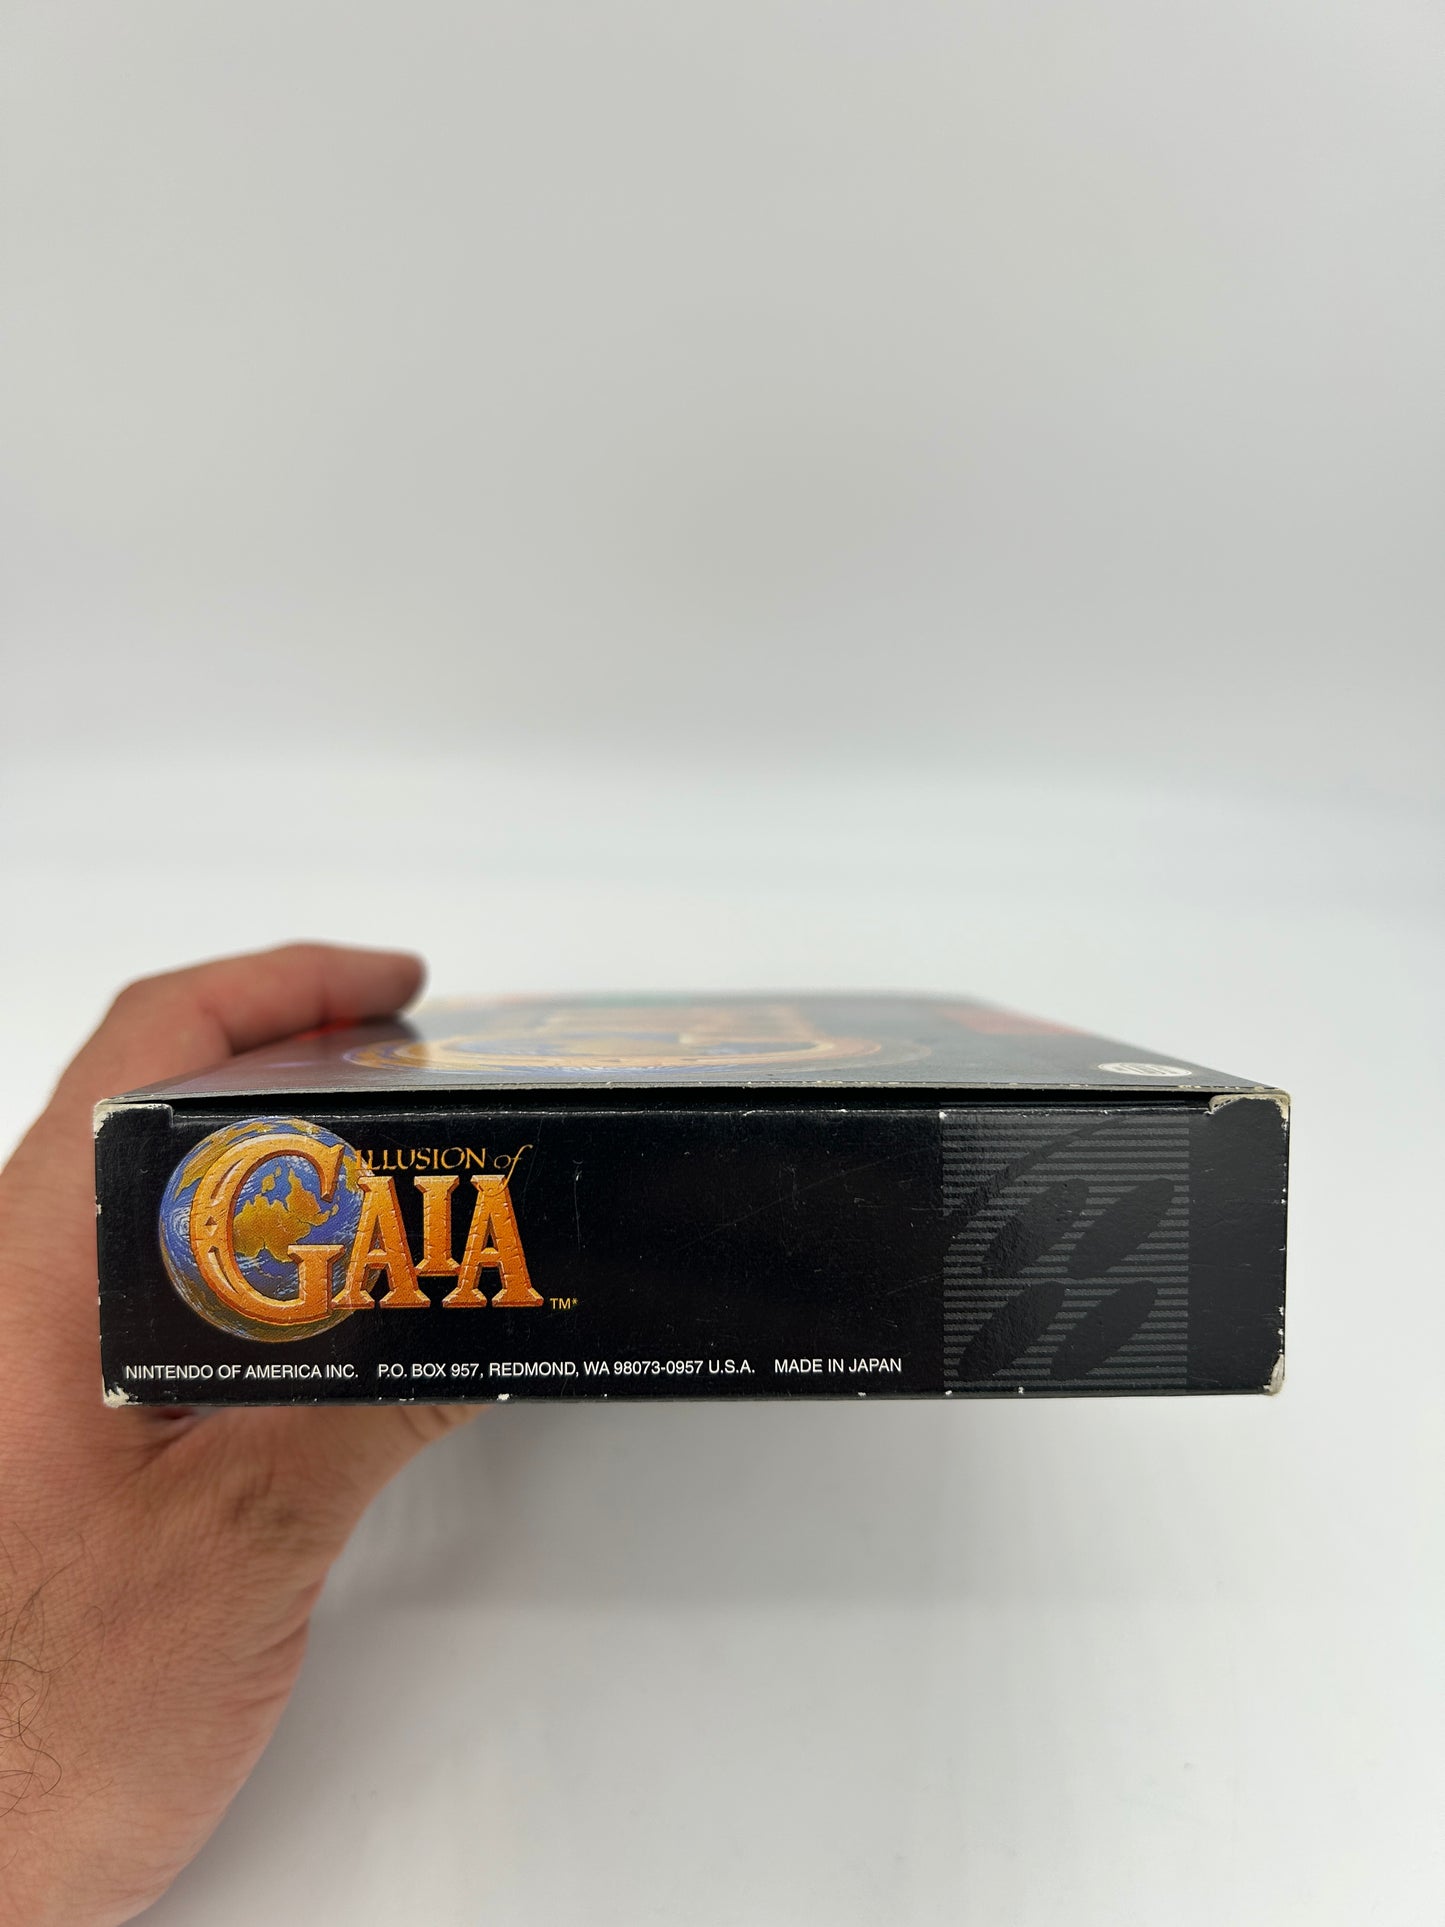 ILLUSION of
GAIA TM*
NINTENDO OF AMERICA INC. P.O. BOX 957, REDMOND, WA 98073-0957 U.S.A. MADE IN JAPAN